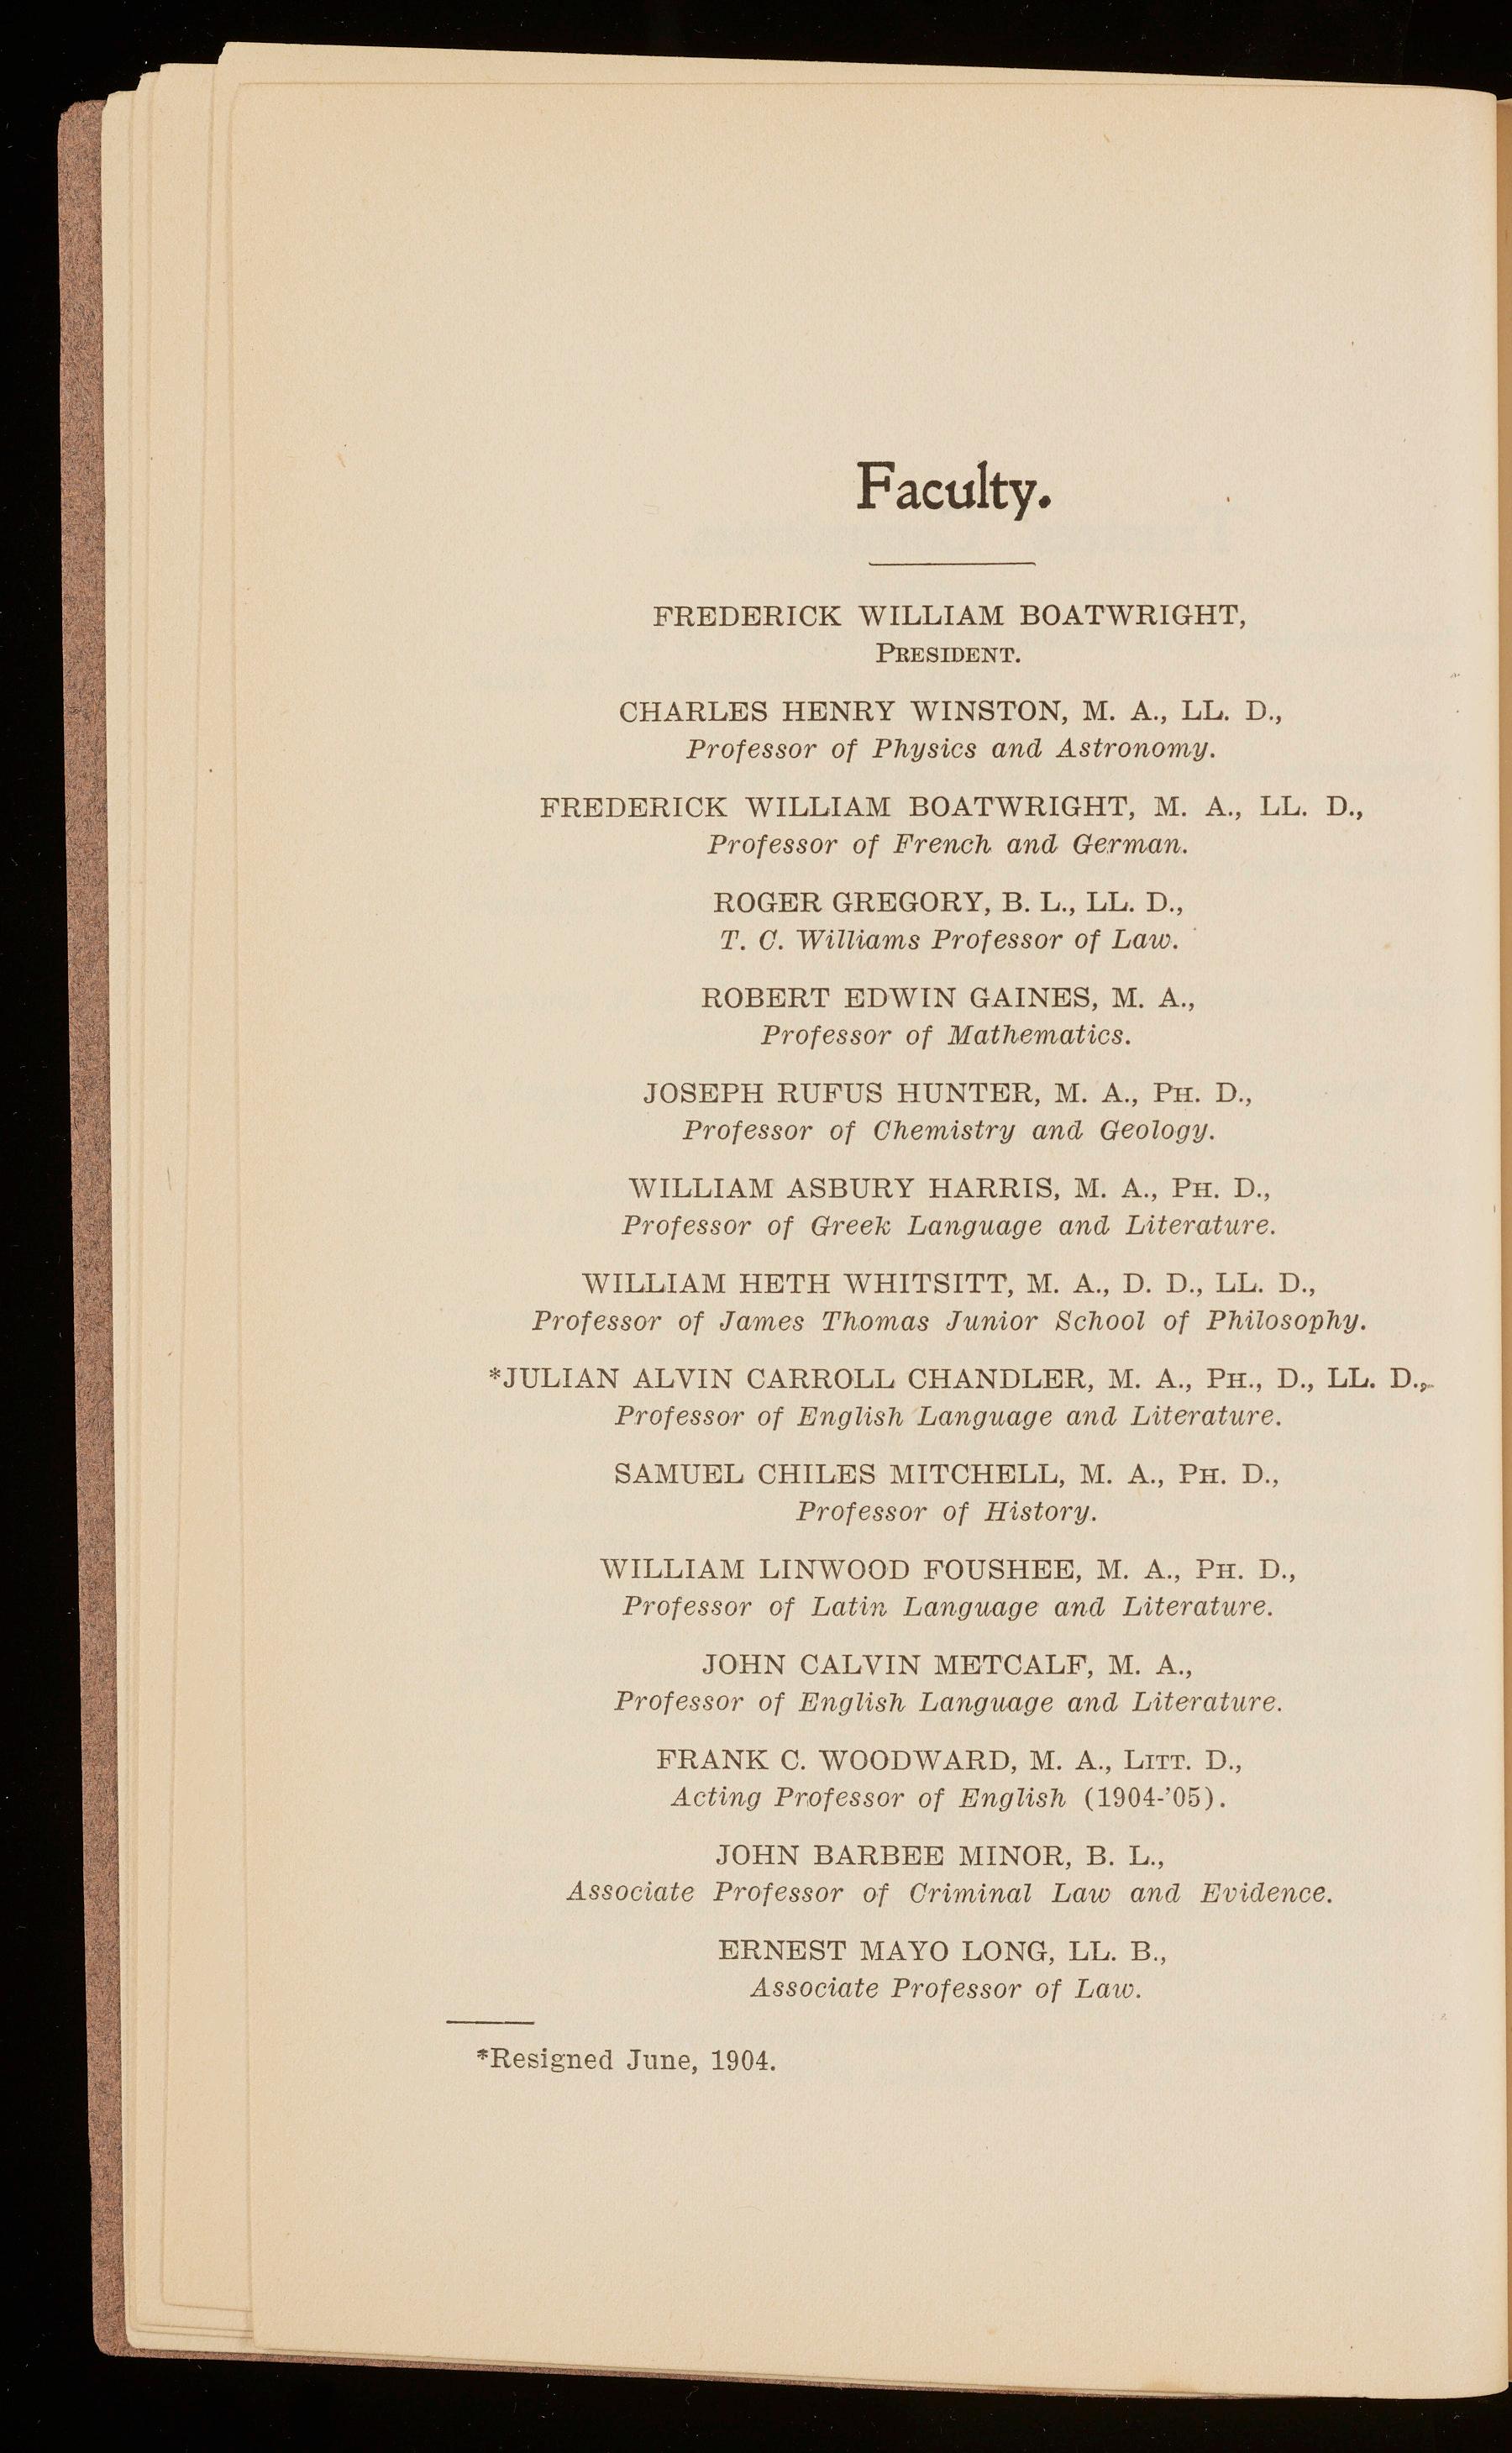 Faculty.
FREDERICK WILLIAM BOATWRIGHT,
PRESIDENT.
CHARLES HENRY WINSTON, M. A., LL. D.,
Professor of Physics and Astronomy.
FREDERICK WILLIAM BOATWRIGHT, M. A., LL. D.,
Professor of French and German.
ROGER GREGORY, B. L., LL. D.,
T. C. Williams Professor of Law.
ROBERT EDWIN GAINES, M. A.,
Professor of Mathematics.
JOSEPH RUFUS HUNTER, M. A., PH. D.,
Professor of Chemistry and Geology.
WILLIAM ASBURY HARRIS, M. A., PH. D.,
Professor of Greek Language and Literature.
WILLIAM HETH WHITSITT, M. A., D. D., LL. D.,
Professor of James Thomas Junior School of Philosophy.
*JULIAN ALVIN CARROLL CHANDLER, M. A., PH., D., LL. D.,
Professor of English Language and Literature.
SAMUEL CHILES MITCHELL, M. A., PH. D.,
Professor of History.
WILLIAM LINWOOD FOUSHEE, M. A., PH. D.,
Professor of Latin Language and Literature.
JOHN CALVIN METCALF, M. A.,
Professor of English Language and Literature.
FRANK C. WOODWARD, M. A., LITT. D.,
Acting Professor of English (1904-'05).
JOHN BARBEE MINOR, B. L.,
Associate Professor of Criminal Law and Evidence.
ERNEST MAYO LONG, LL. B.,
Associate Professor of Law.
*Resigned June, 1904.